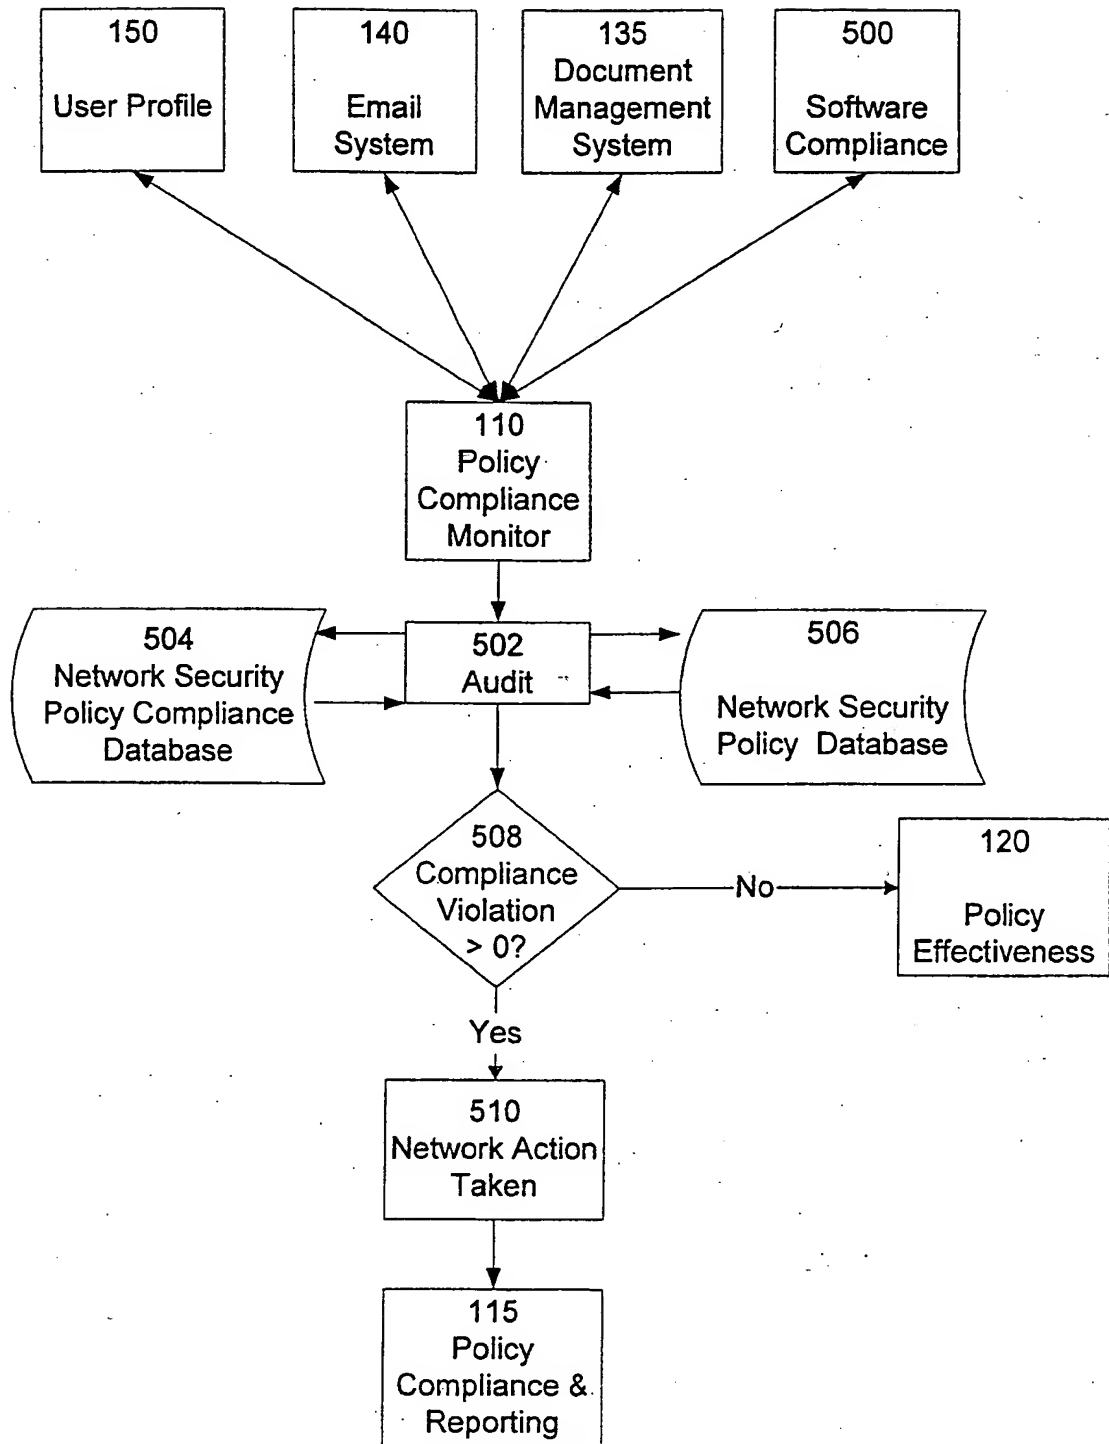 150
User Profile
140
Email
System
135
Document
Management
System
500
Software
Compliance
110
Policy
Compliance
Monitor
504
Network Security
Policy Compliance
Database
502
Audit
506
Network Security
Policy Database
508
Compliance
Violation
> 0?
No
120
Policy
Effectiveness
Yes
510
Network Action
Taken
115
Policy
Compliance &
Reporting